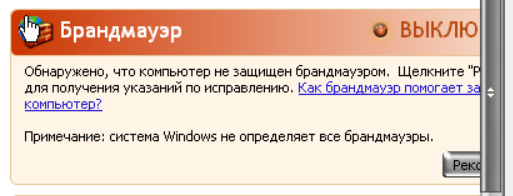 Брандмауэр ВЫКЛЮ
Обнаружено, что компьютер не защищен брандмауэром. Щелкните "Р
для получения указаний по исправлению. Как брандмауэр помогает за
компьютер?
Примечание: система Windows не определяет все брандмауэры.
Реко